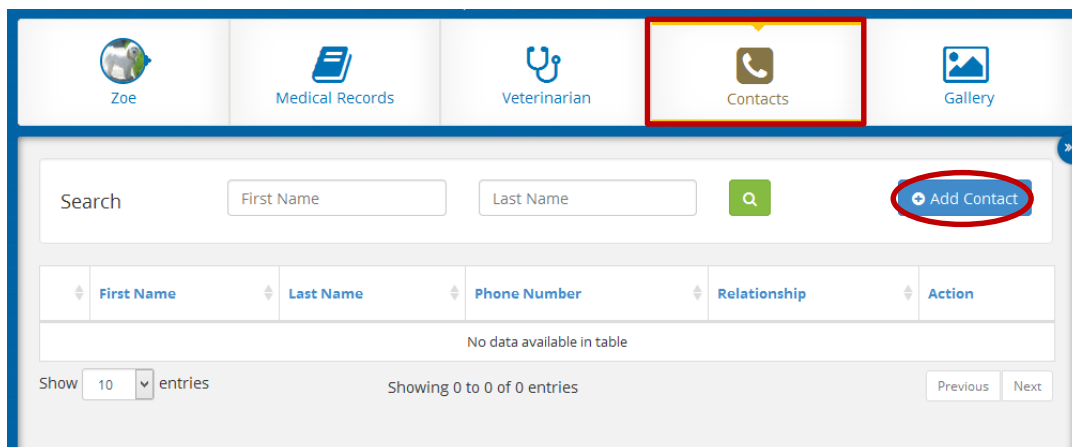 Zoe Medical Records Veterinarian Contacts Gallery
Search First Name Last Name Add Contact
First Name Last Name Phone Number Relationship Action
No data available in table
Show 10 entries Showing 0 to 0 of 0 entries Previous Next